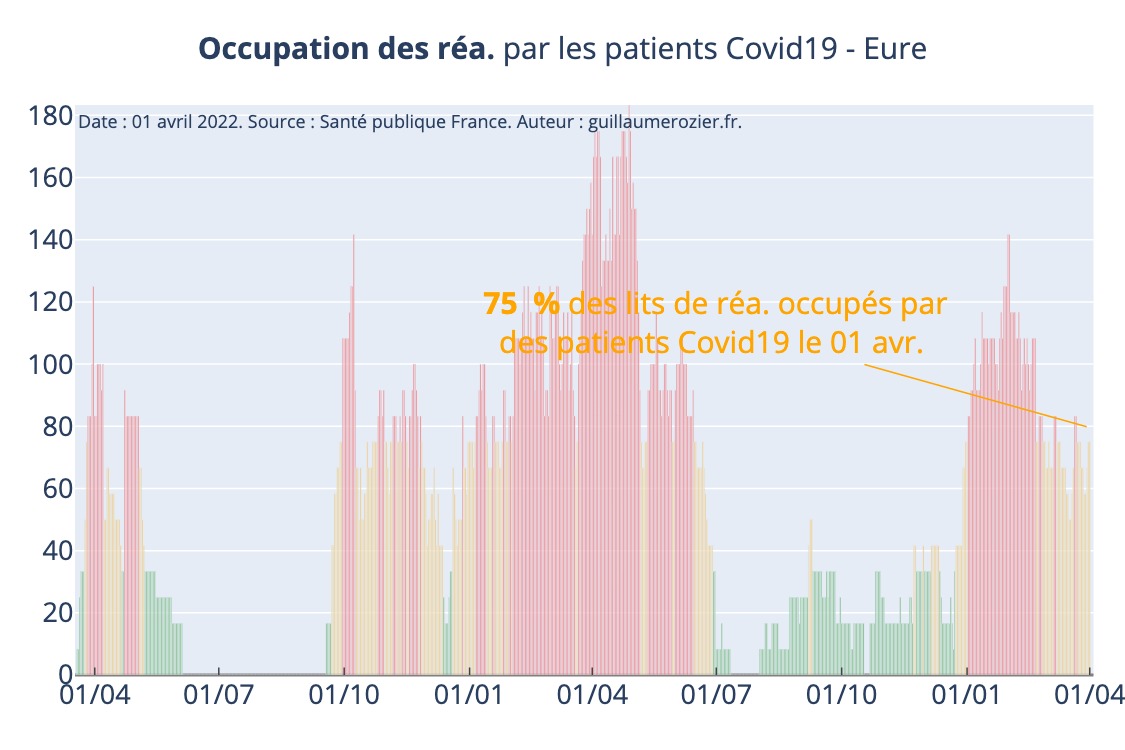 Occupation des réa. par les patients Covid19 - Eure
180
Date : 01 avril 2022. Source : Santé publique France. Auteur : guillaumerozier.fr.
160
140
120
75 % des lits de réa. occupés par
des patients Covid19 le 01 avr.
100
80
60
40
20
0
01/04 01/07 01/10 01/01 01/04 01/07 01/10 01/01 01/04